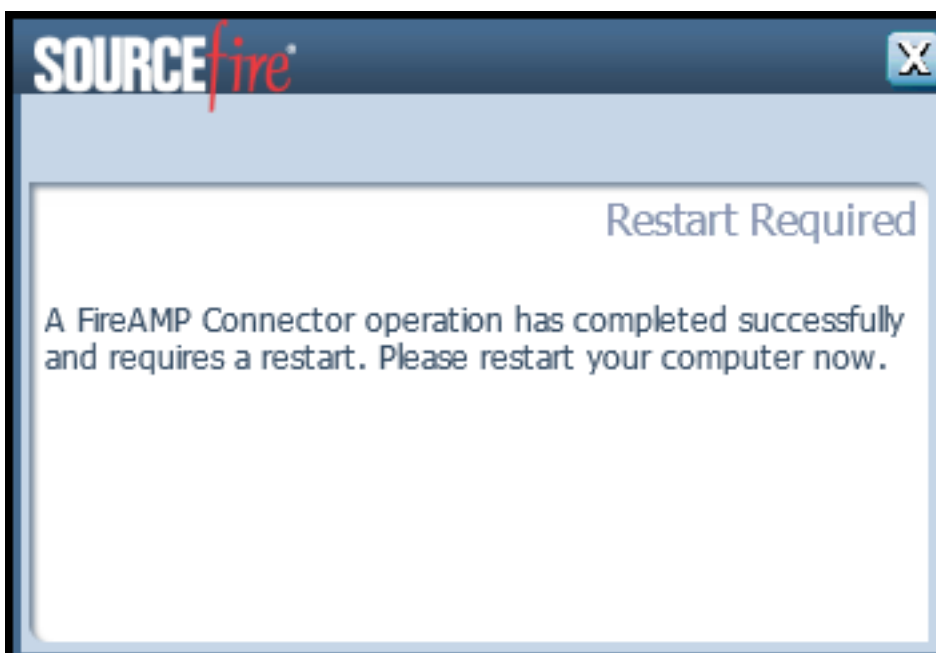 SOURCEfire®
X
Restart Required
A FireAMP Connector operation has completed successfully
and requires a restart. Please restart your computer now.